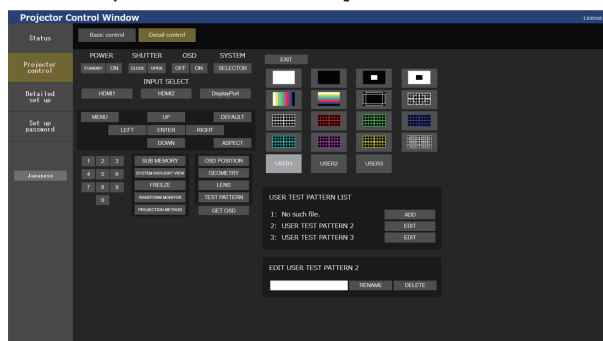 Projector Control Window
License
Status
Projector
control
Detailed
set up
Set up
password
Japanese
Basic control
Detail control
POWER SHUTTER OSD SYSTEM
STANDBY ON CLOSE OPEN OFF ON SELECTOR
INPUT SELECT
HDMI1 HDMI2 DisplayPort
MENU UP DEFAULT
LEFT ENTER RIGHT
DOWN ASPECT
1 2 3 SUB MEMORY OSD POSITION
4 5 6 SYSTEM DAYLIGHT VIEW GEOMETRY
7 8 9 FREEZE LENS
0 WAVEFORM MONITOR TEST PATTERN
PROJECTION METHOD GET OSD
EXIT
USER1 USER2 USER3
USER TEST PATTERN LIST
1: No such file. ADD
2: USER TEST PATTERN 2 EDIT
3: USER TEST PATTERN 3 EDIT
EDIT USER TEST PATTERN 2
RENAME DELETE